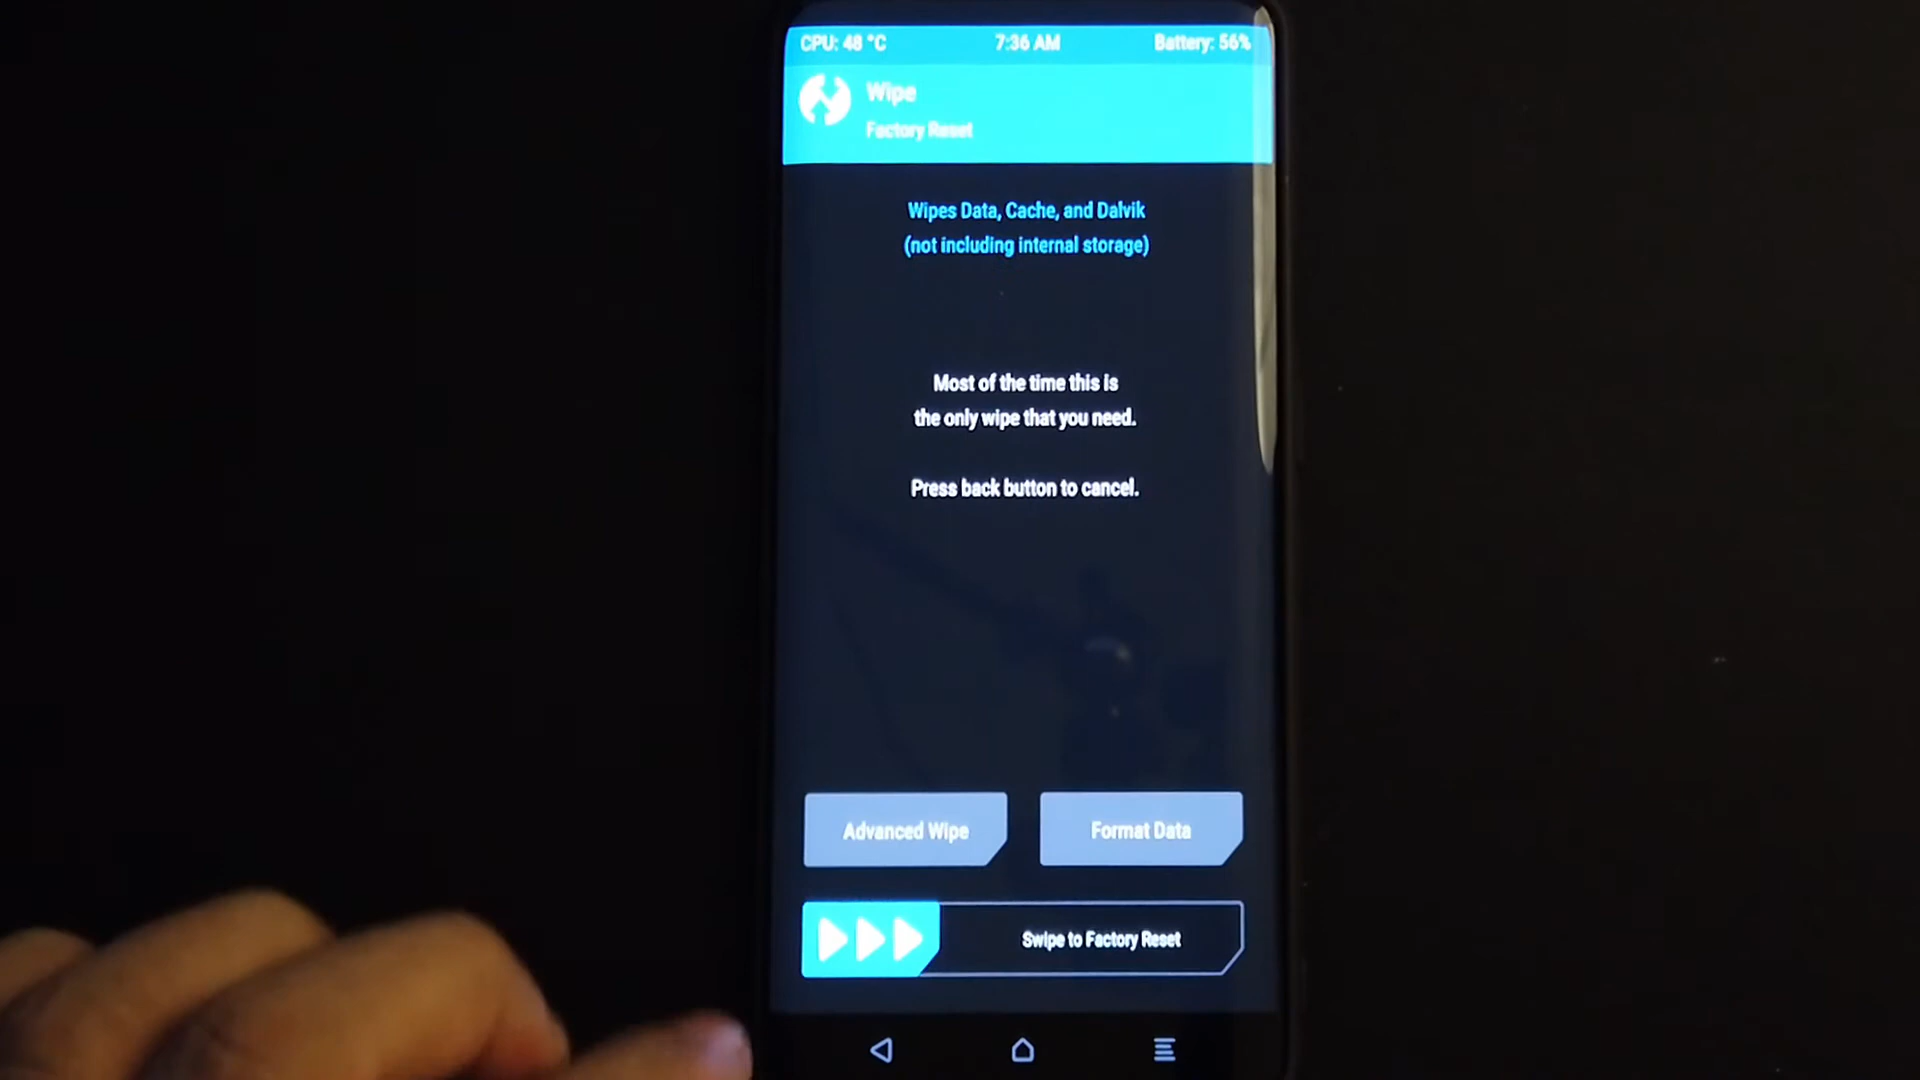 CPU: 48 °C 7:36 AM Battery: 56%
Wipe
Factory Reset
Wipes Data, Cache, and Dalvik
(not including internal storage)
Most of the time this is
the only wipe that you need.
Press back button to cancel.
Advanced Wipe Format Data
Swipe to Factory Reset